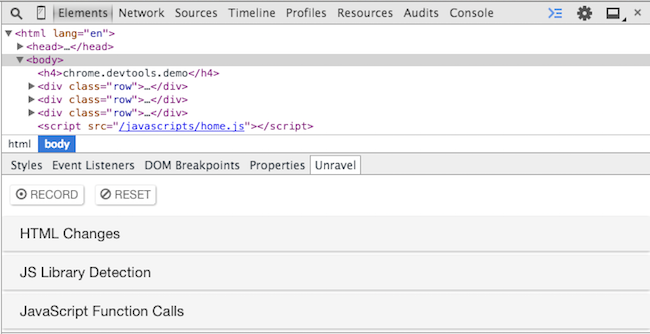 Elements Network Sources Timeline Profiles Resources Audits Console
<html lang="en">
<head>…</head>
<body>
<h4>chrome.devtools.demo</h4>
<div class="row">…</div>
<div class="row">…</div>
<div class="row">…</div>
<script src="/javascripts/home.js"></script>
html body
Styles Event Listeners DOM Breakpoints Properties Unravel
RECORD RESET
HTML Changes
JS Library Detection
JavaScript Function Calls